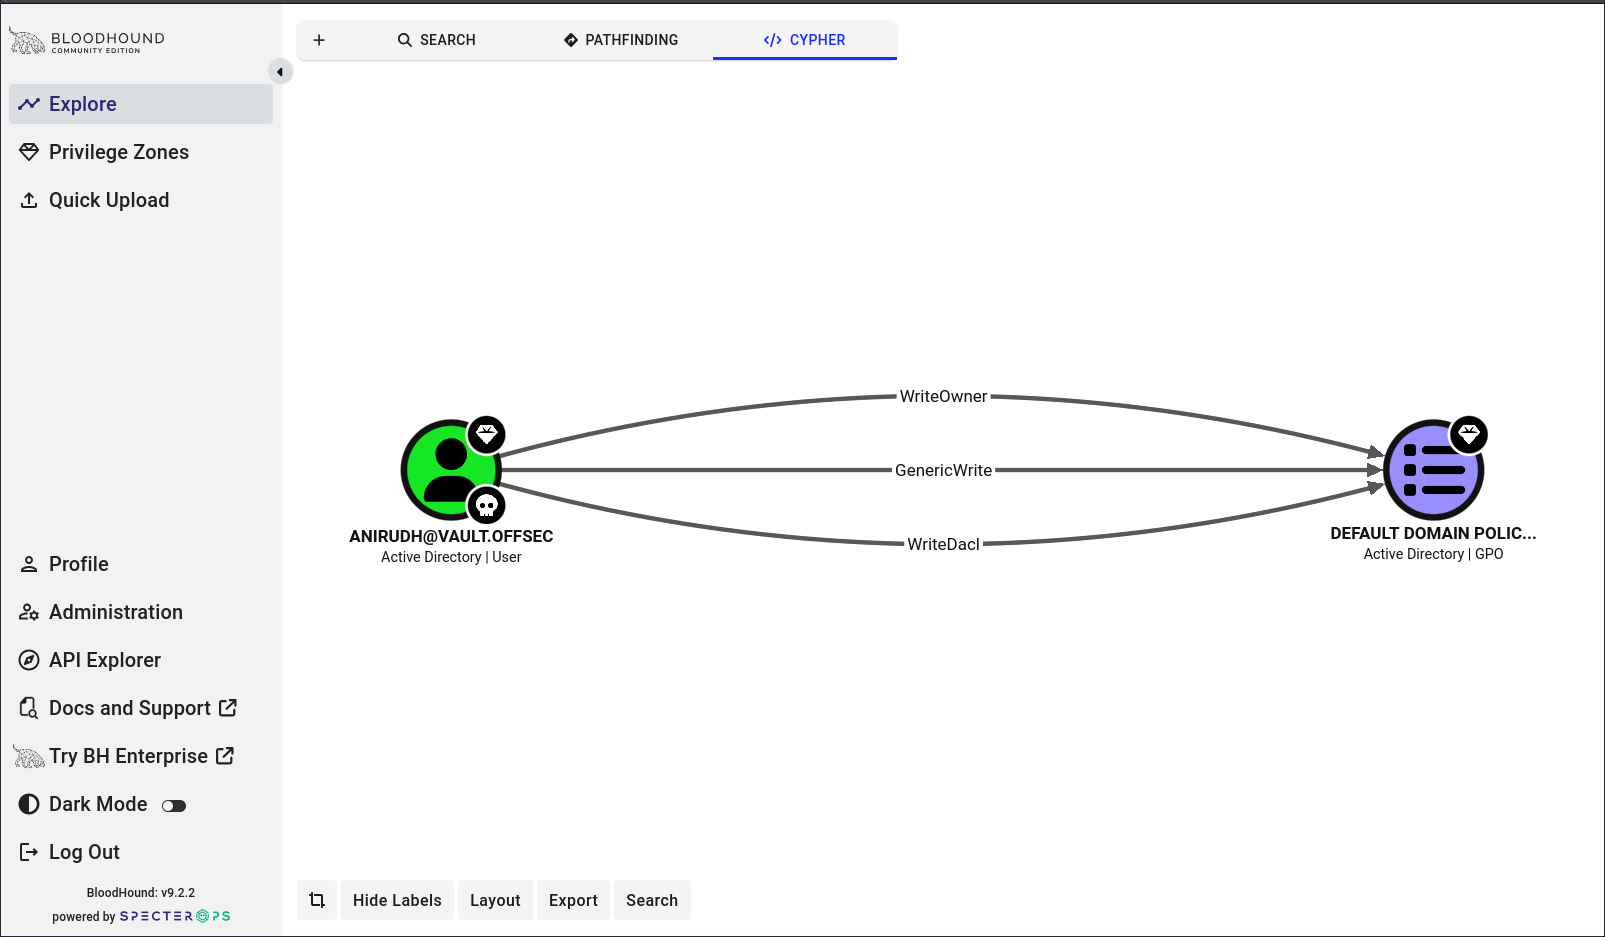 BLOODHOUND
COMMUNITY EDITION
Explore
Privilege Zones
Quick Upload
Profile
Administration
API Explorer
Docs and Support
Try BH Enterprise
Dark Mode
Log Out
BloodHound: v9.2.2
powered by SPECTEROPS
+ SEARCH PATHFINDING </> CYPHER
WriteOwner
GenericWrite
WriteDacl
ANIRUDH@VAULT.OFFSEC
Active Directory | User
DEFAULT DOMAIN POLIC...
Active Directory | GPO
Hide Labels Layout Export Search